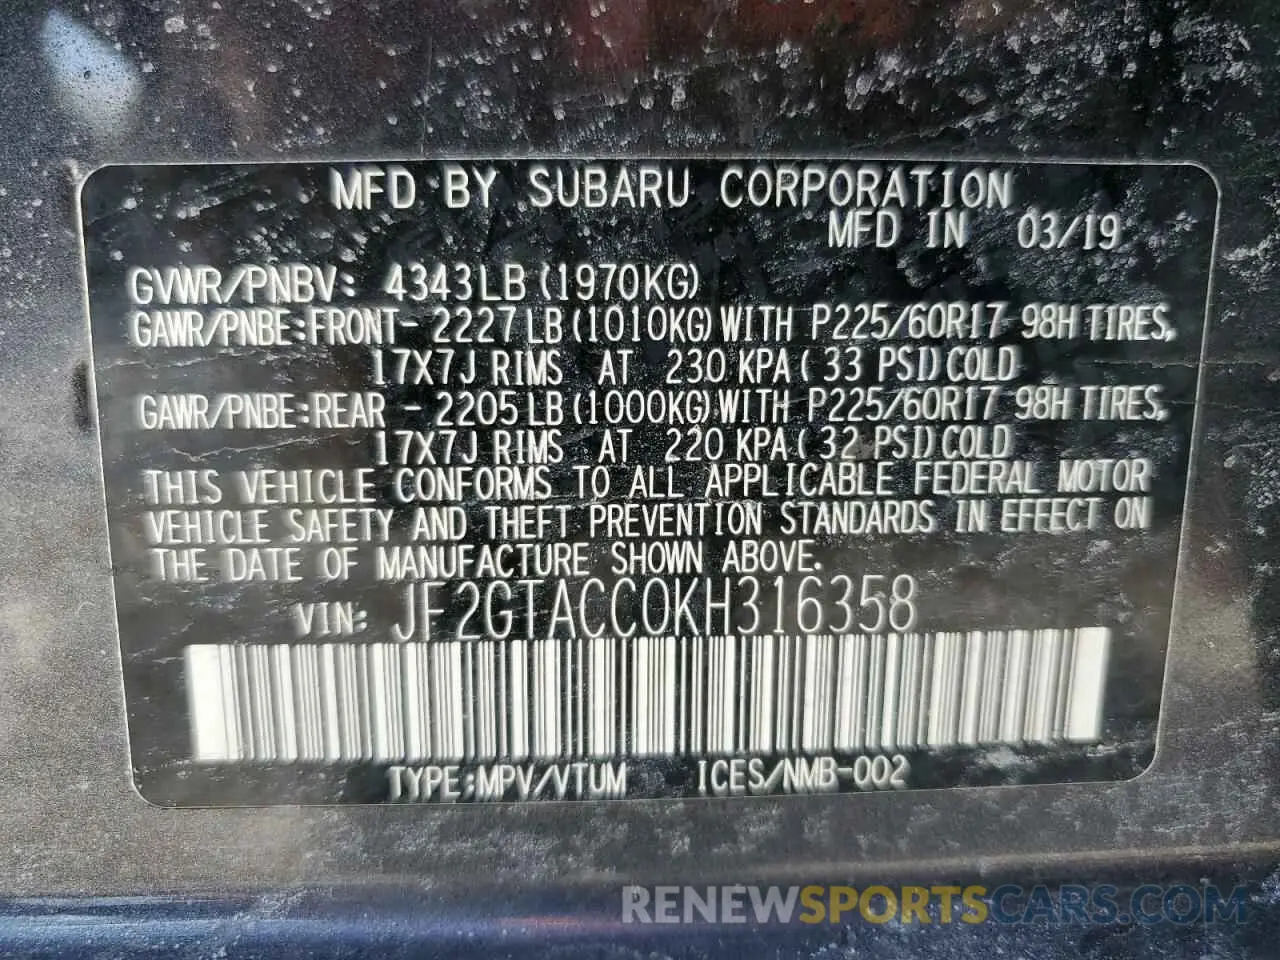 MFD BY SUBARU CORPORATION
MFD IN 03/19
GVWR/PNBV: 4343LB (1970KG)
GAWR/PNBE:FRONT- 2227 LB (1010KG) WITH P225/60R17 98H TIRES,
17X7J RIMS AT 230 KPA ( 33 PSI) COLD
GAWR/PNBE:REAR - 2205 LB (1000KG) WITH P225/60R17 98H TIRES,
17X7J RIMS AT 220 KPA ( 32 PSI) COLD
THIS VEHICLE CONFORMS TO ALL APPLICABLE FEDERAL MOTOR
VEHICLE SAFETY AND THEFT PREVENTION STANDARDS IN EFFECT ON
THE DATE OF MANUFACTURE SHOWN ABOVE.
VIN: JF2GTACC0KH316358
TYPE:MPV/VTUM ICES/NMB-002
RENEWSPORTSCARS.COM